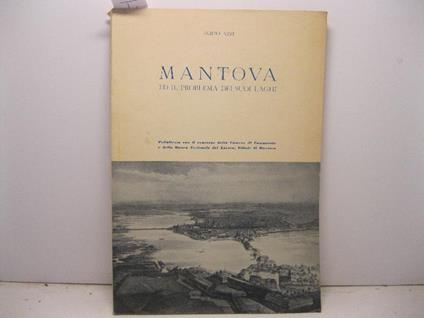 MANTOVA
ED IL PROBLEMA DEI SUOI LAGHI
Pubblicato con il concorso della Camera di Commercio
e della Banca Nazionale del Lavoro, Filiale di Mantova